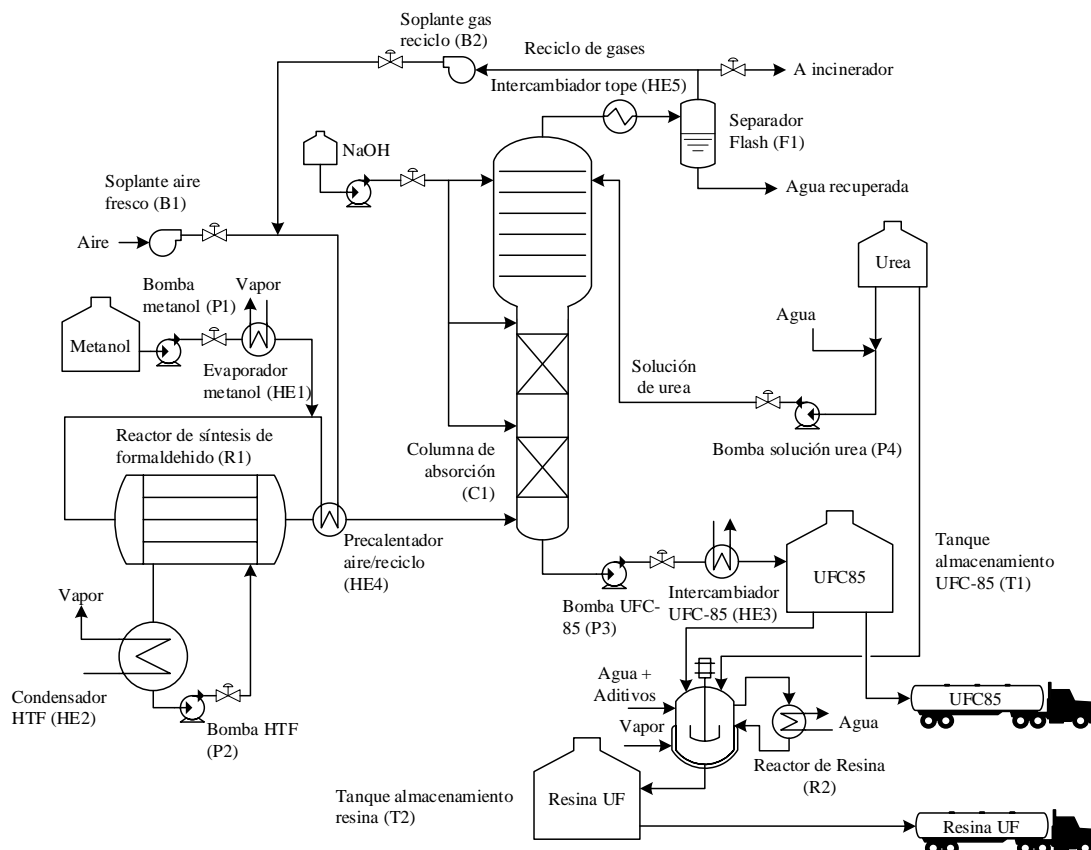 Soplante gas
reciclo (B2)
Reciclo de gases
A incinerador
Intercambiador tope (HE5)
Separador
Flash (F1)
NaOH
Agua recuperada
Soplante aire
fresco (B1)
Aire
Urea
Bomba
metanol (P1)
Vapor
Metanol
Agua
Evaporador
metanol (HE1)
Solución
de urea
Bomba solución urea (P4)
Reactor de síntesis de
formaldehido (R1)
Columna de
absorción
(C1)
Precalentador
aire/reciclo
(HE4)
Tanque
almacenamiento
UFC-85 (T1)
UFC85
Bomba UFC-
85 (P3)
Intercambiador
UFC-85 (HE3)
Vapor
Condensador
HTF (HE2)
Bomba HTF
(P2)
Agua +
Aditivos
Vapor
Agua
UFC85
Reactor de Resina
(R2)
Tanque almacenamiento
resina (T2)
Resina UF
Resina UF